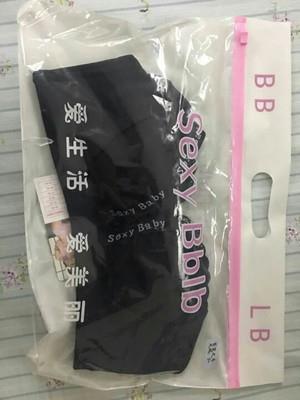 BB
LB
Sexy Bblb
Sexy Baby
Sexy Baby
爱生活 爱美丽